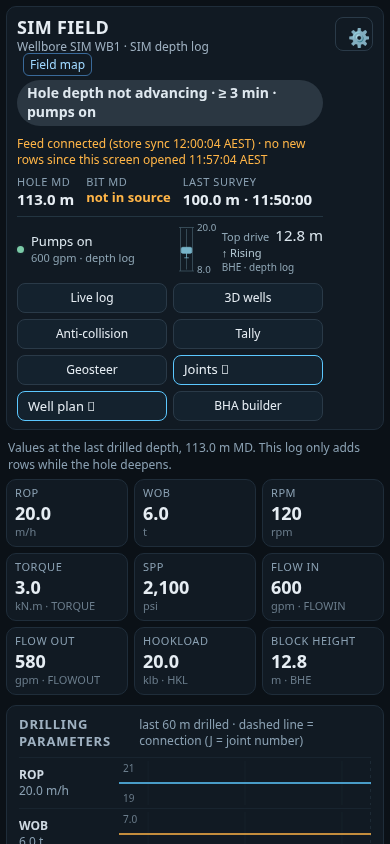 SIM FIELD
Wellbore SIM WB1 · SIM depth log
Field map
Hole depth not advancing · ≥ 3 min ·
pumps on
Feed connected (store sync 12:00:04 AEST) · no new
rows since this screen opened 11:57:04 AEST
HOLE MD BIT MD LAST SURVEY
113.0 m not in source 100.0 m · 11:50:00
Pumps on
600 gpm · depth log
20.0
8.0
Top drive 12.8 m
↑ Rising
BHE · depth log
Live log 3D wells
Anti-collision Tally
Geosteer Joints
Well plan BHA builder
Values at the last drilled depth, 113.0 m MD. This log only adds
rows while the hole deepens.
ROP WOB RPM
20.0 6.0 120
m/h t rpm
TORQUE SPP FLOW IN
3.0 2,100 600
kN.m · TORQUE psi gpm · FLOWIN
FLOW OUT HOOKLOAD BLOCK HEIGHT
580 20.0 12.8
gpm · FLOWOUT klb · HKL m · BHE
DRILLING
PARAMETERS
last 60 m drilled · dashed line =
connection (J = joint number)
ROP
20.0 m/h
21
19
WOB
6.0 t
7.0